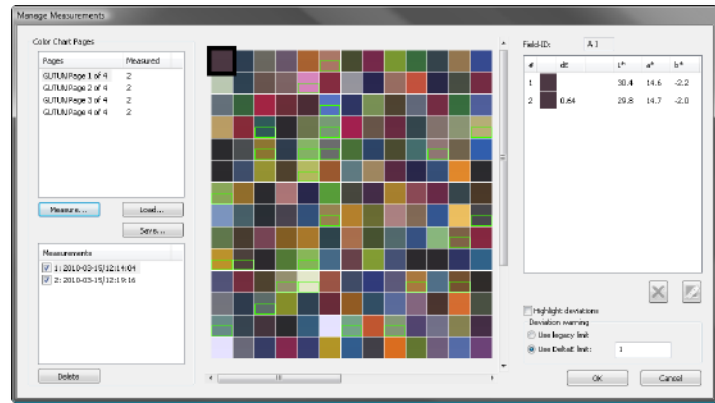 Manage Measurements
Color Chart Pages
Pages Measured
GUTUN Page 1 of 4 2
GUTUN Page 2 of 4 2
GUTUN Page 3 of 4 2
GUTUN Page 4 of 4 2
Measure... Load...
Save...
Measurements
1: 2010-03-15/12:14:04
2: 2010-03-15/12:19:16
Delete
Field-ID: A 1
# dE L* a* b*
1 30.4 14.6 -2.2
2 0.64 29.8 14.7 -2.0
Highlight deviations
Deviation warning
Use legacy limit
Use DeltaE limit: 1
OK Cancel